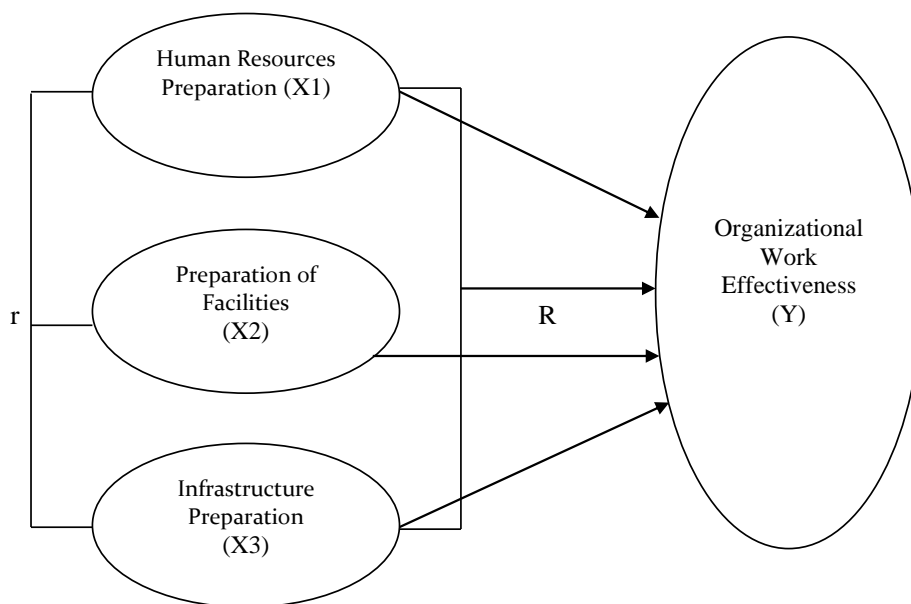 Human Resources
Preparation (X1)
Preparation of
Facilities
(X2)
Infrastructure
Preparation
(X3)
r
R
Organizational
Work
Effectiveness
(Y)